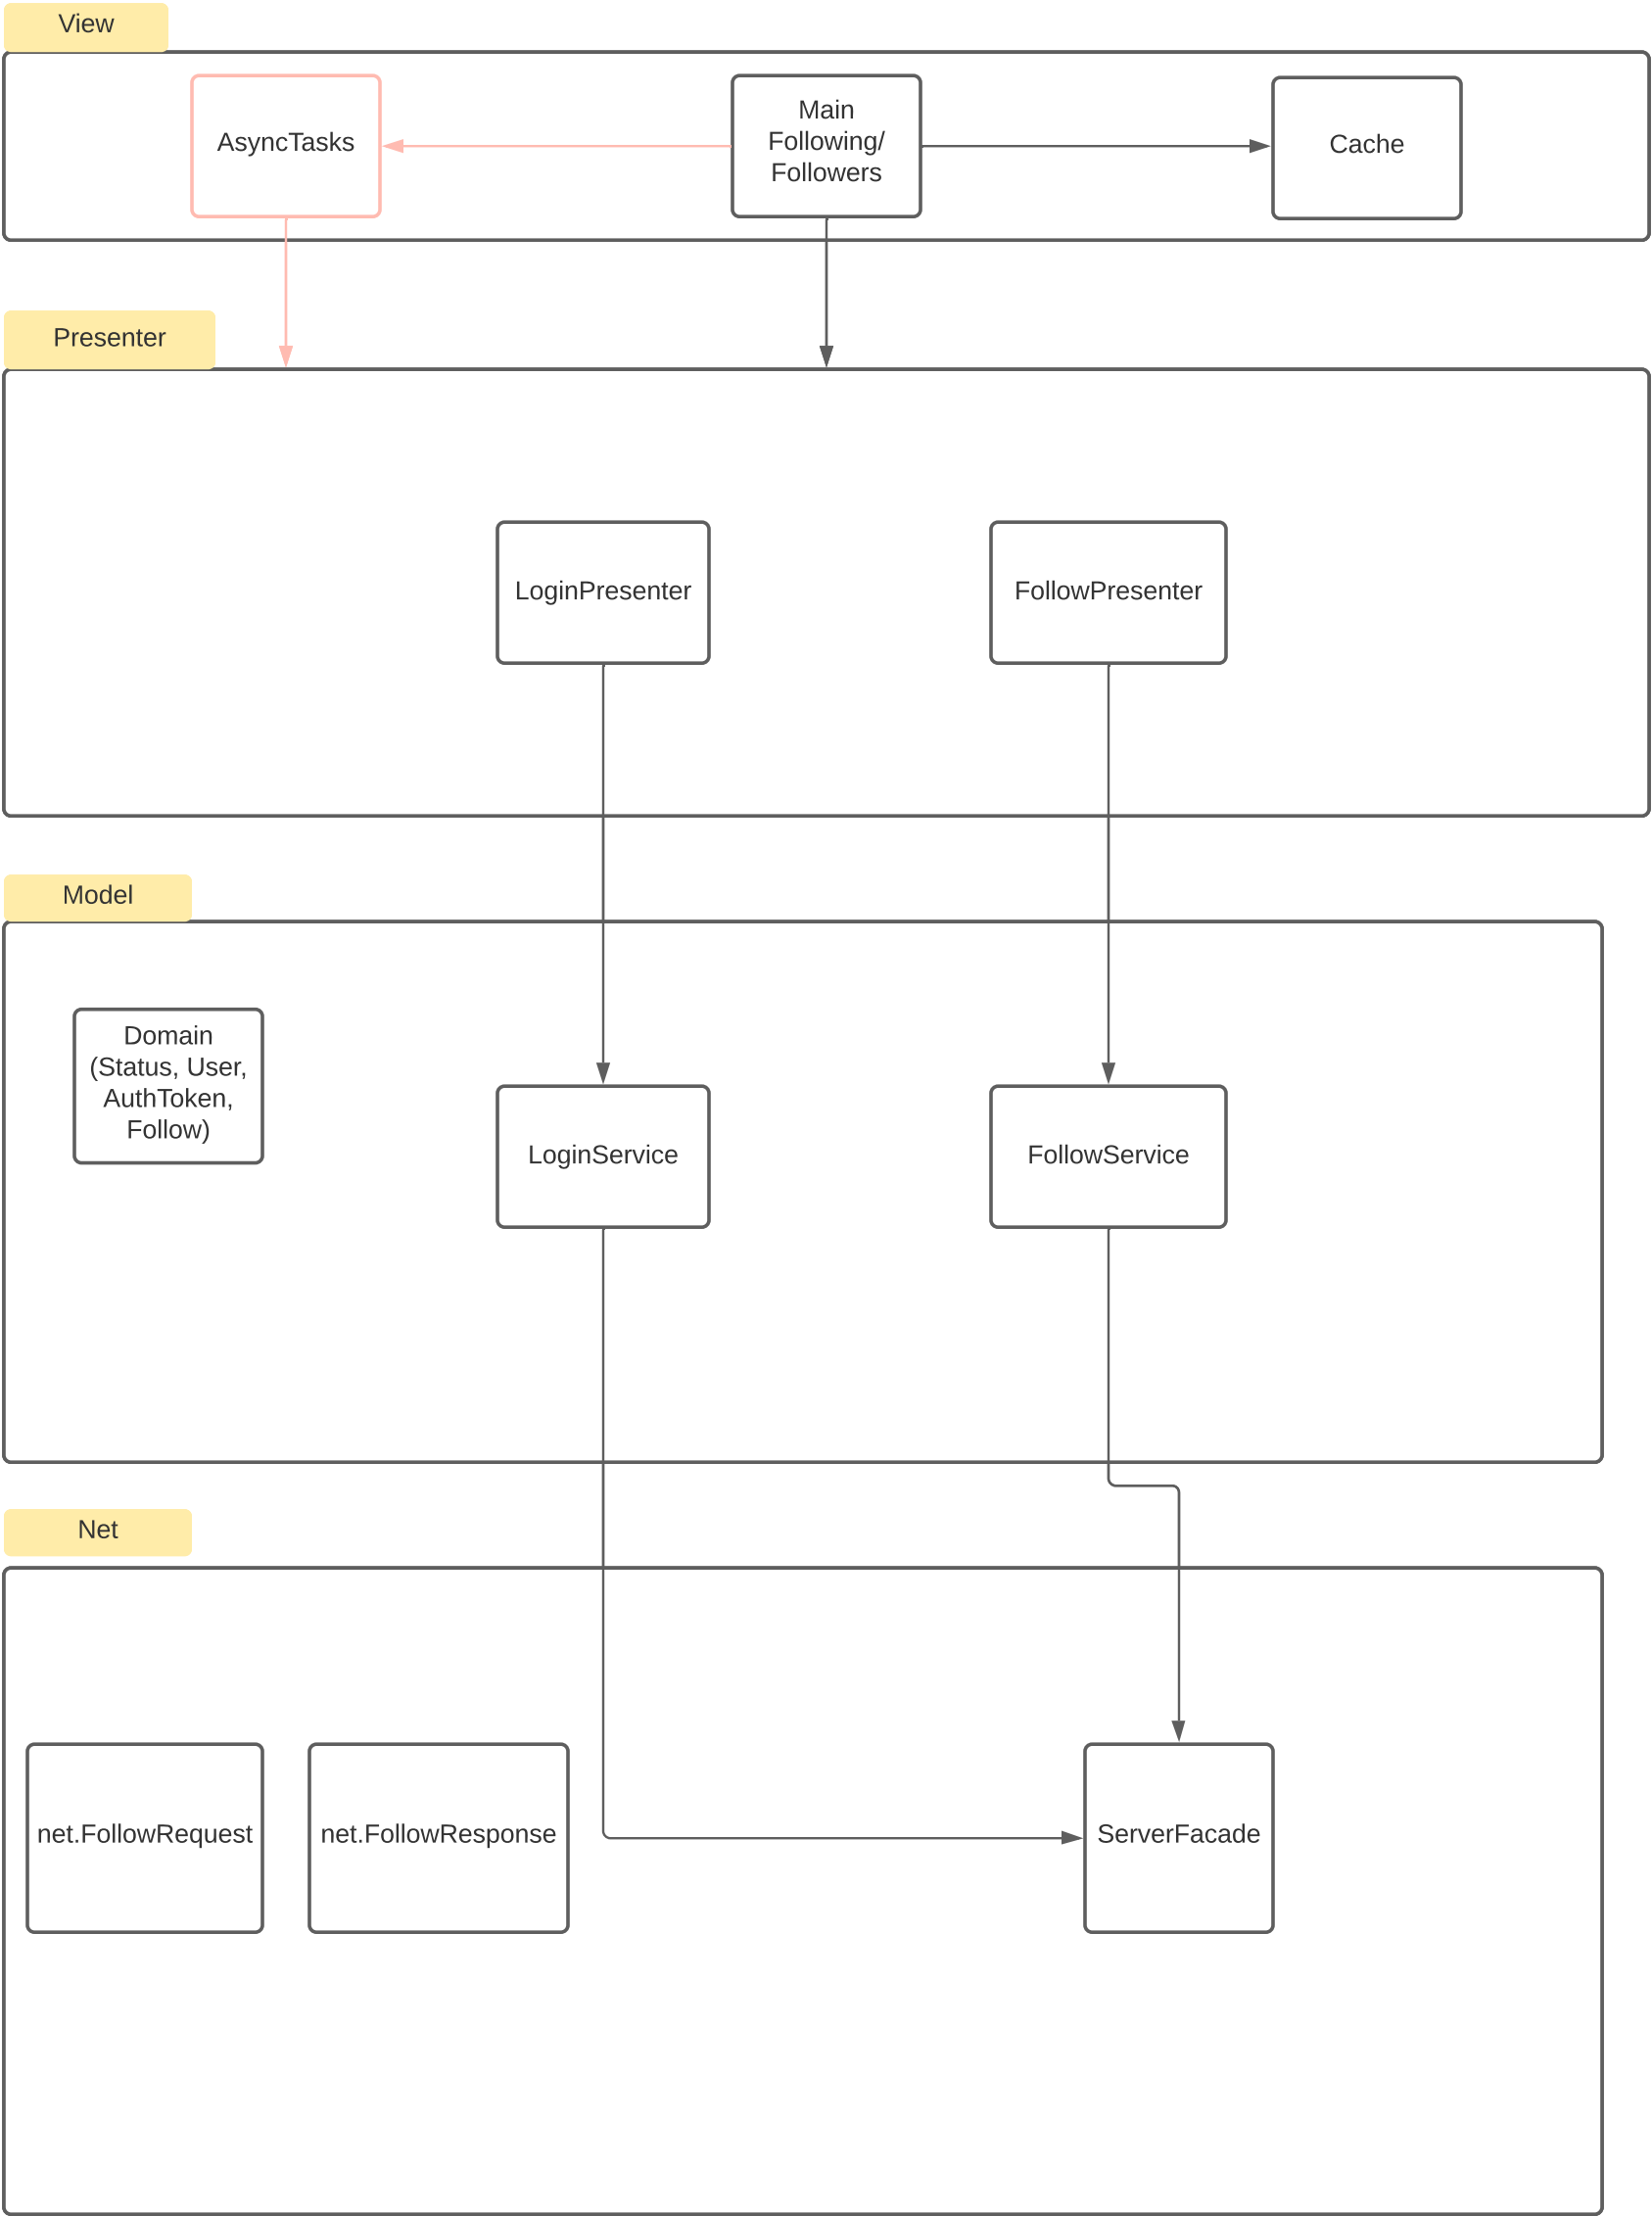 View
AsyncTasks
Main
Following/
Followers
Cache
Presenter
LoginPresenter
FollowPresenter
Model
Domain
(Status, User,
AuthToken,
Follow)
LoginService
FollowService
Net
net.FollowRequest
net.FollowResponse
ServerFacade